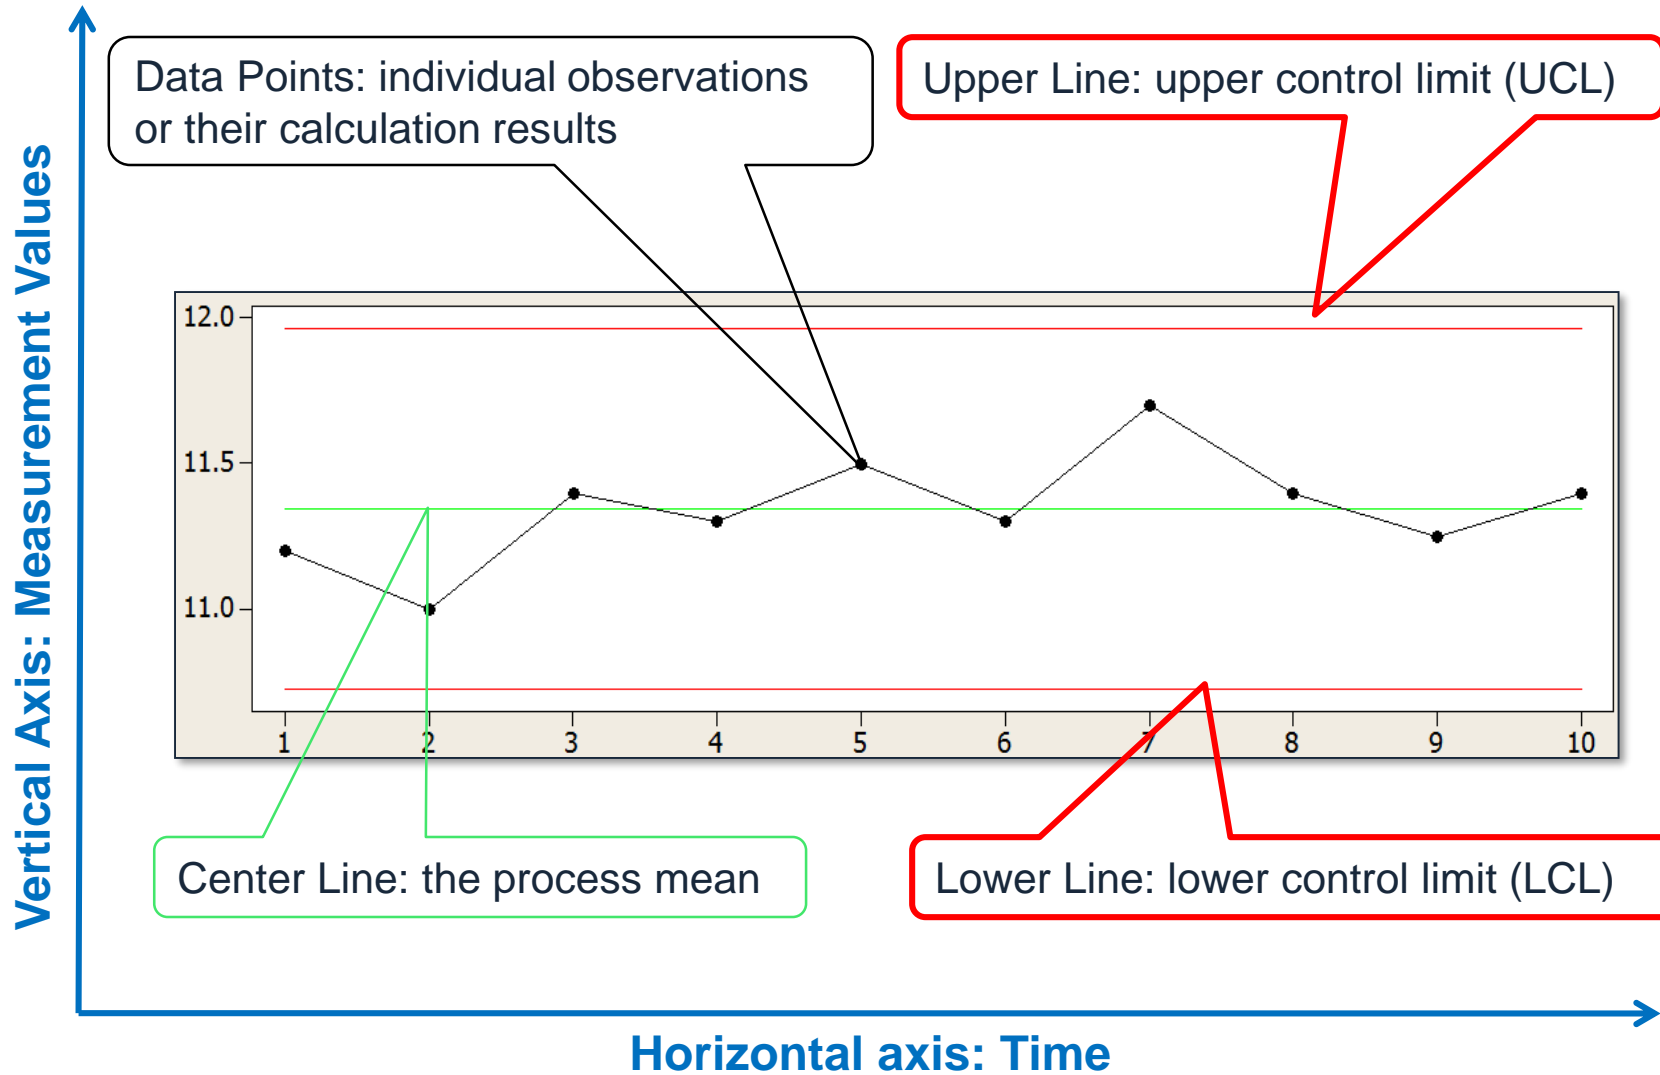 Data Points: individual observations
or their calculation results
Upper Line: upper control limit (UCL)
Vertical Axis: Measurement Values
12.0
11.5
11.0
1 2 3 4 5 6 7 8 9 10
Center Line: the process mean
Lower Line: lower control limit (LCL)
Horizontal axis: Time